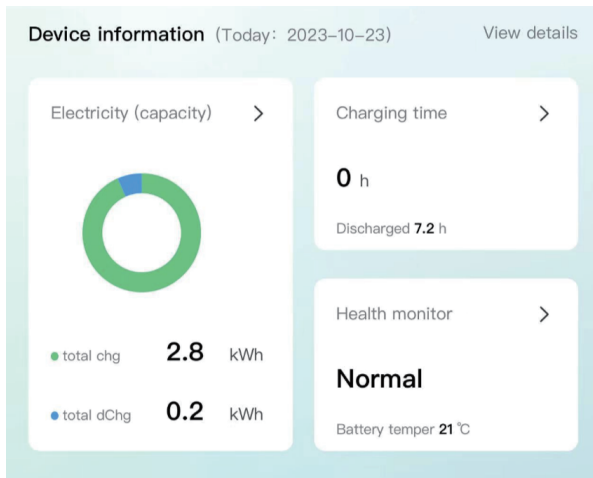 Device information (Today: 2023-10-23) View details
Electricity (capacity)
total chg 2.8 kWh
total dChg 0.2 kWh
Charging time
0 h
Discharged 7.2 h
Health monitor
Normal
Battery temper 21 ℃